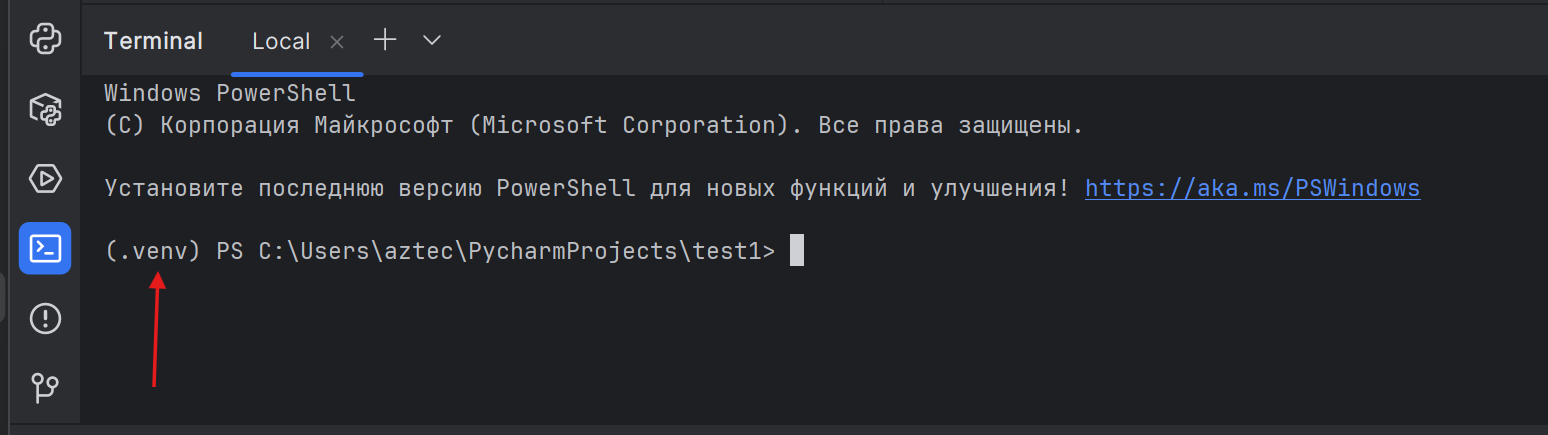 Terminal Local
Windows PowerShell
(C) Корпорация Майкрософт (Microsoft Corporation). Все права защищены.
Установите последнюю версию PowerShell для новых функций и улучшения! https://aka.ms/PSWindows
(.venv) PS C:\Users\aztec\PycharmProjects\test1>